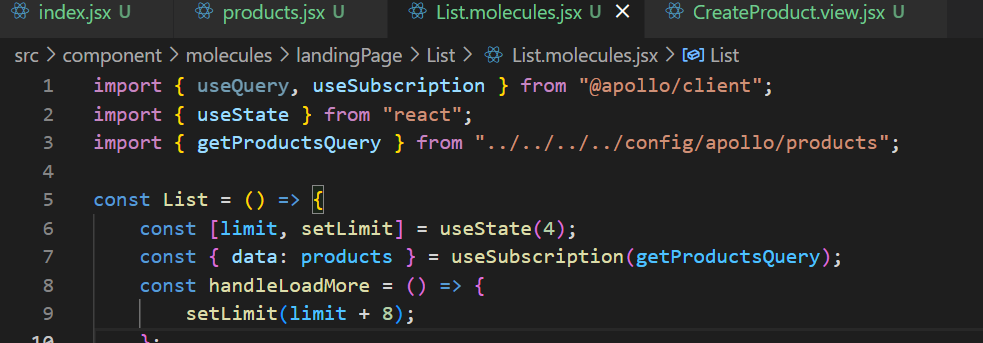 index.jsx U products.jsx U List.molecules.jsx U × CreateProduct.view.jsx U
src > component > molecules > landingPage > List > List.molecules.jsx > List
1 import { useQuery, useSubscription } from "@apollo/client";
2 import { useState } from "react";
3 import { getProductsQuery } from "../../../../config/apollo/products";
4
5 const List = () => {
6 const [limit, setLimit] = useState(4);
7 const { data: products } = useSubscription(getProductsQuery);
8 const handleLoadMore = () => {
9 setLimit(limit + 8);
10 };